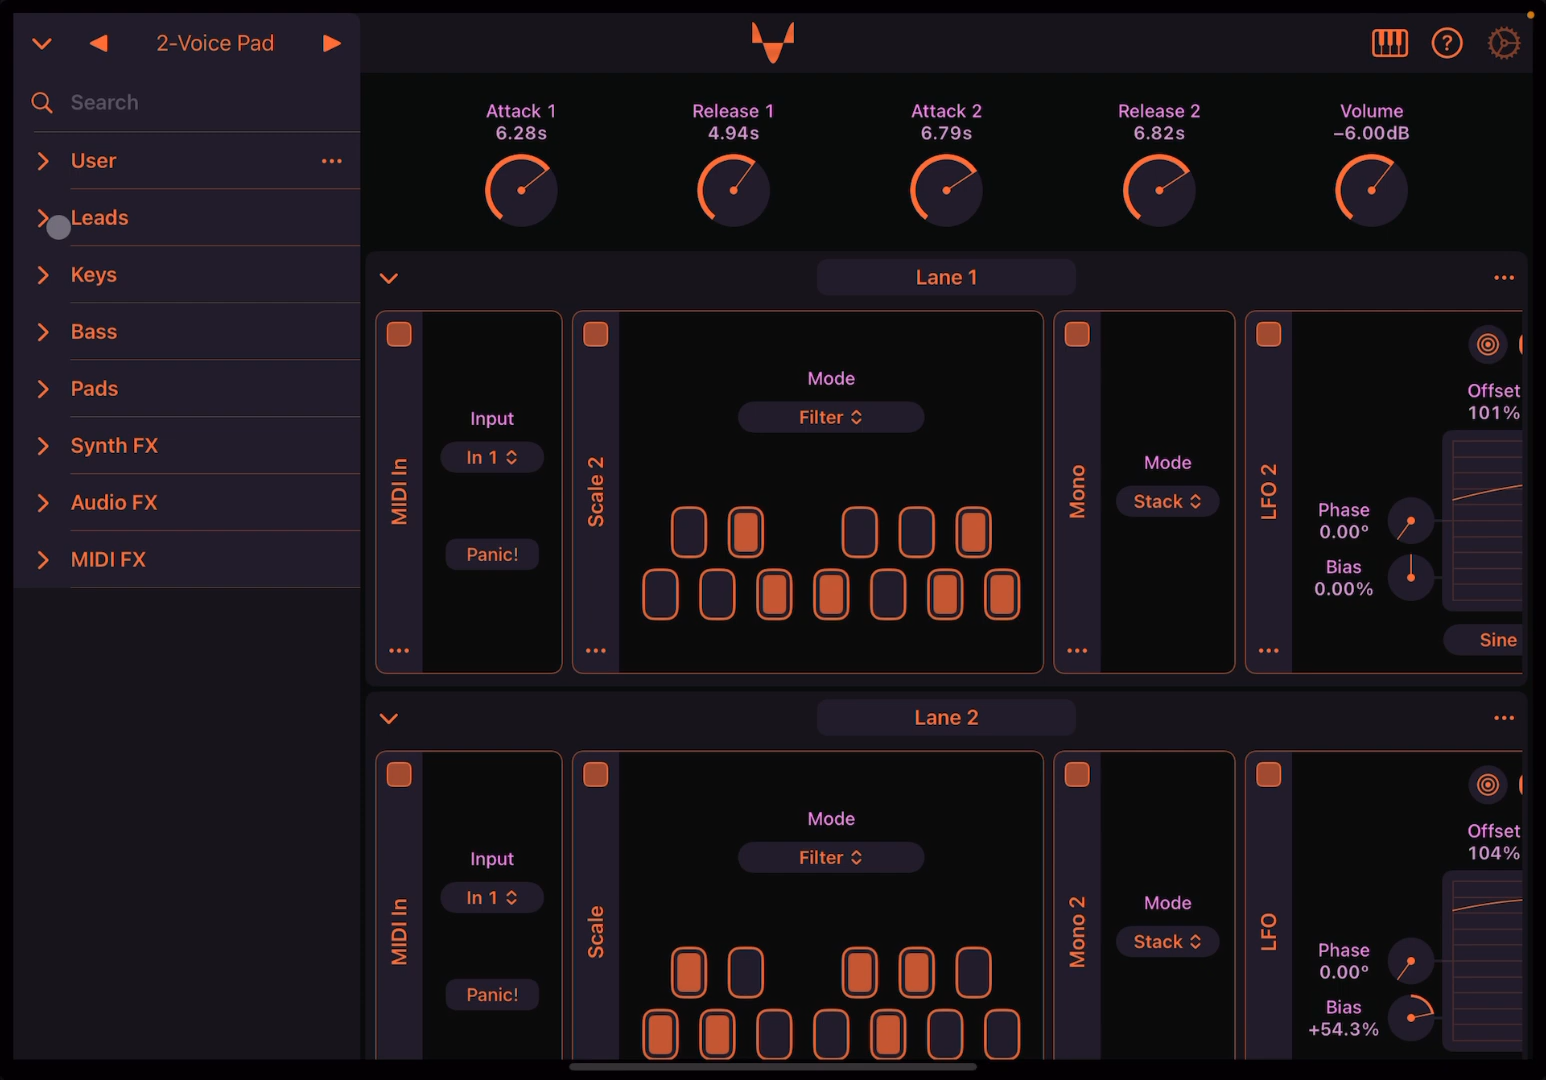 2-Voice Pad
Search
User
Leads
Keys
Bass
Pads
Synth FX
Audio FX
MIDI FX
Attack 1
6.28s
Release 1
4.94s
Attack 2
6.79s
Release 2
6.82s
Volume
−6.00dB
Lane 1
MIDI In
Input
In 1
Panic!
Scale 2
Mode
Filter
Mono
Mode
Stack
LFO 2
Offset
101%
Phase
0.00°
Bias
0.00%
Sine
Lane 2
MIDI In
Input
In 1
Panic!
Scale
Mode
Filter
Mono 2
Mode
Stack
LFO
Offset
104%
Phase
0.00°
Bias
+54.3%